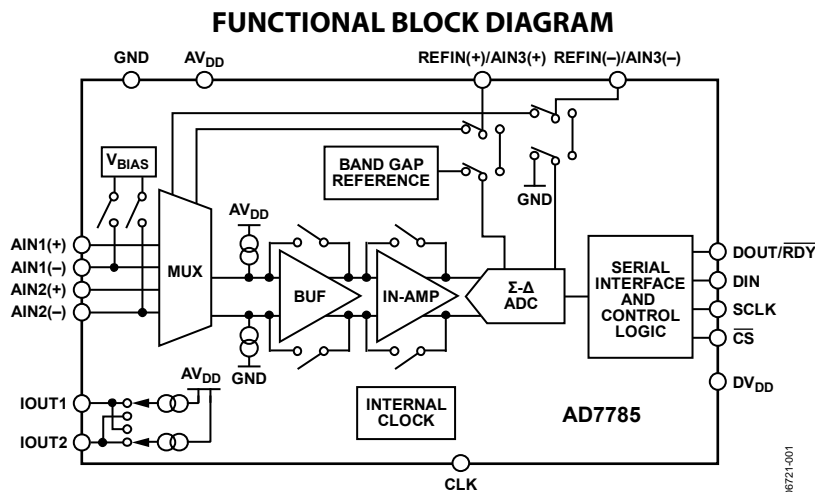 FUNCTIONAL BLOCK DIAGRAM
GND
AVDD
REFIN(+)/AIN3(+)
REFIN(–)/AIN3(–)
VBIAS
BAND GAP
REFERENCE
GND
AVDD
AIN1(+)
AIN1(–)
AIN2(+)
AIN2(–)
MUX
BUF
IN-AMP
Σ-Δ
ADC
SERIAL
INTERFACE
AND
CONTROL
LOGIC
DOUT/RDY
DIN
SCLK
CS
DVDD
GND
AVDD
IOUT1
IOUT2
INTERNAL
CLOCK
AD7785
CLK
06721-001